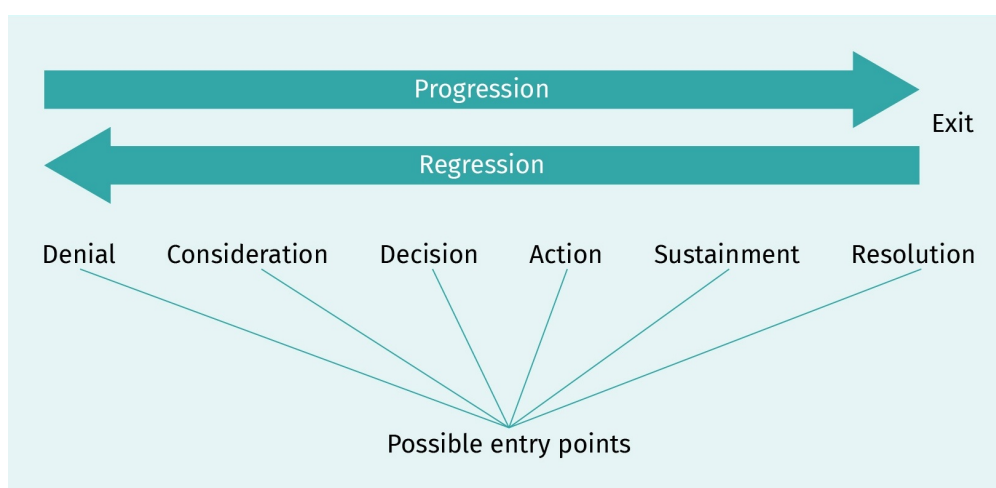 Progression
Exit
Regression
Denial Consideration Decision Action Sustainment Resolution
Possible entry points